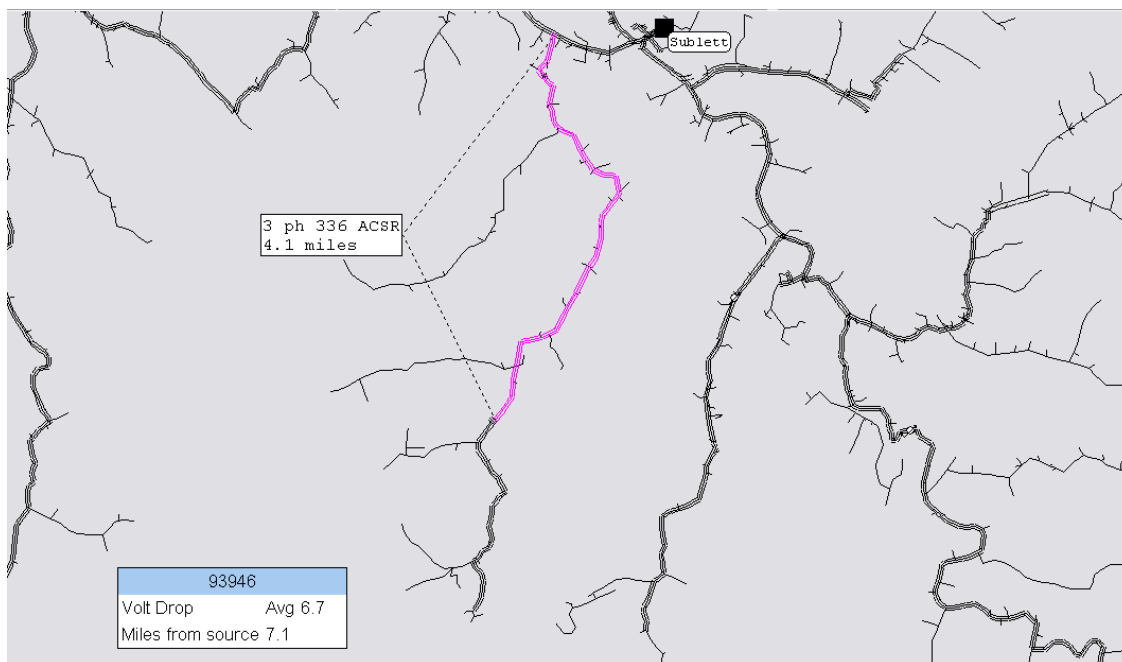 Sublett
3 ph 336 ACSR
4.1 miles
93946
Volt Drop Avg 6.7
Miles from source 7.1